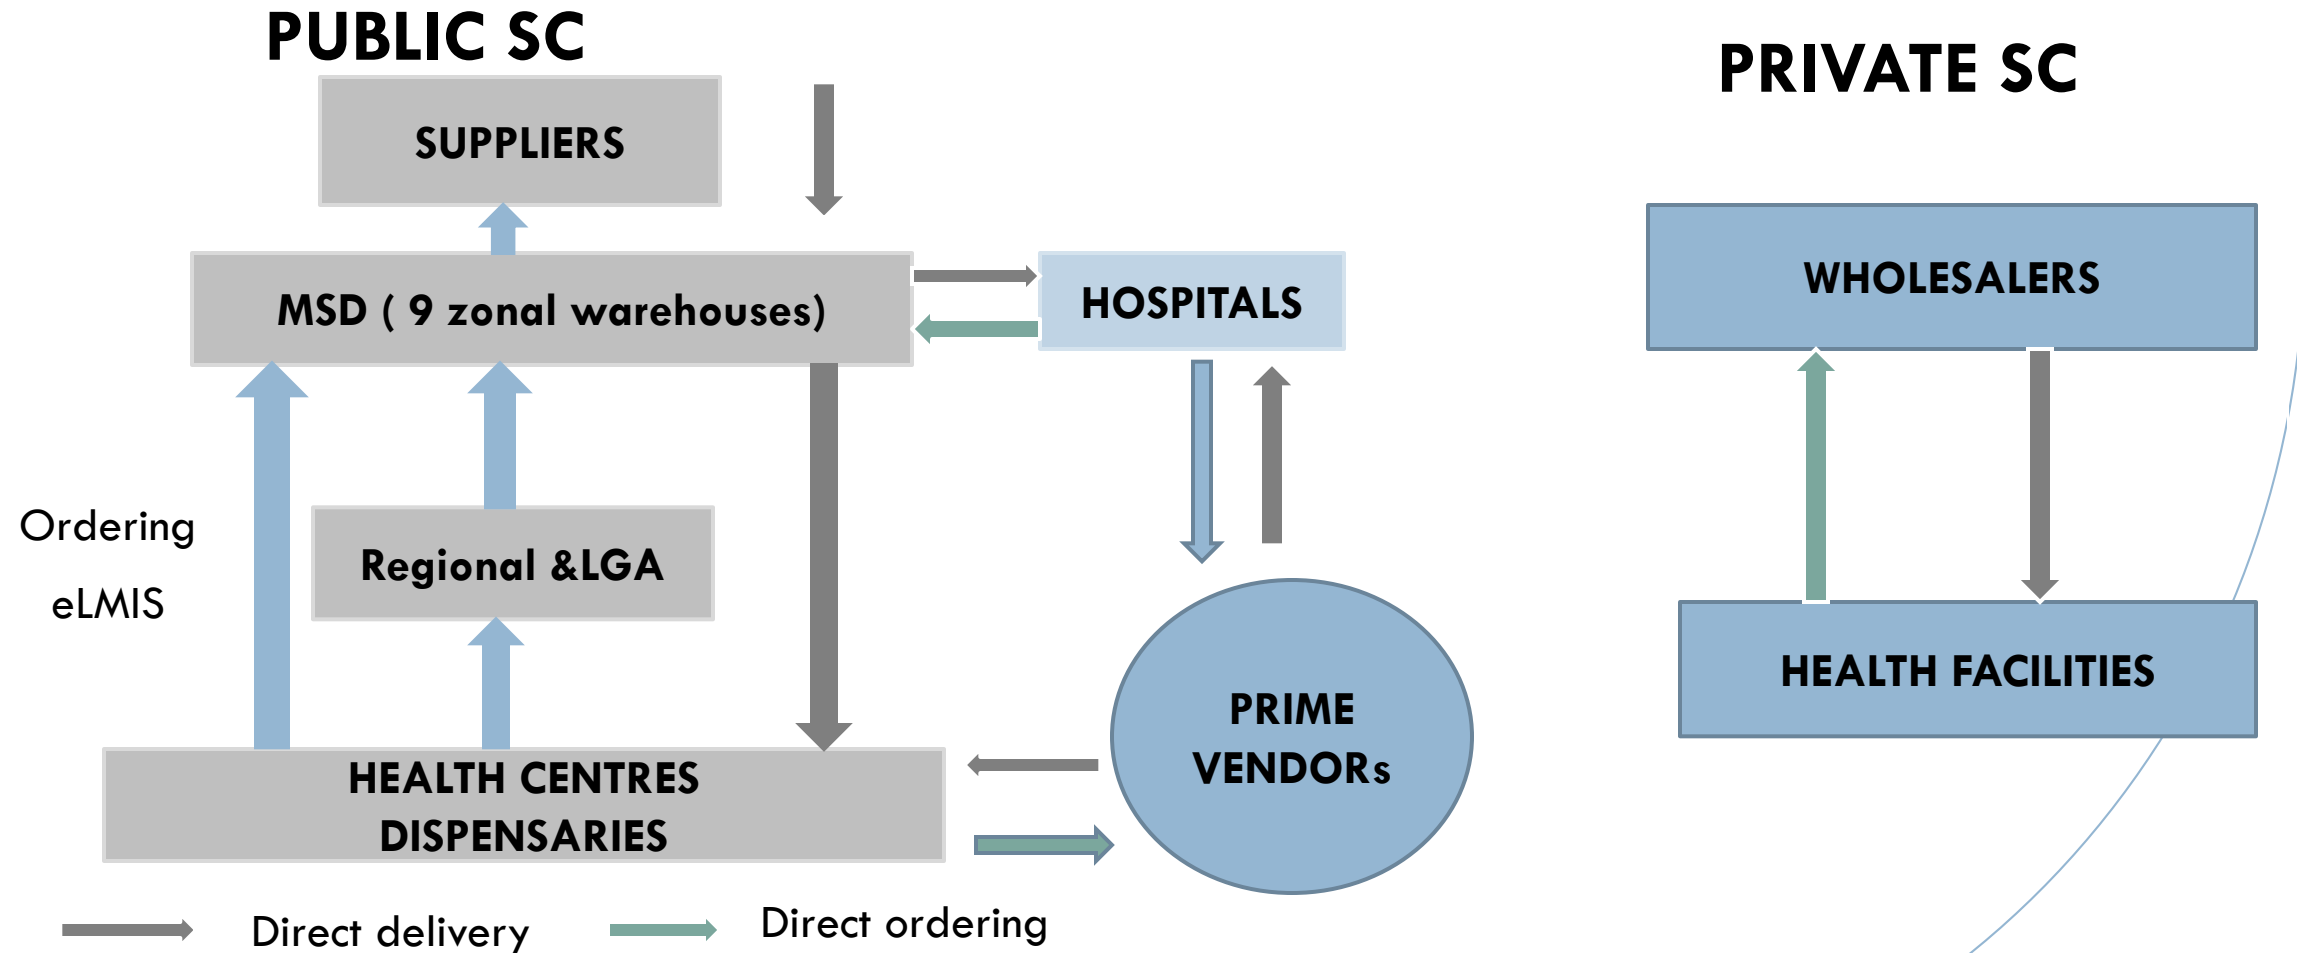 PUBLIC SC
PRIVATE SC
SUPPLIERS
MSD ( 9 zonal warehouses)
HOSPITALS
WHOLESALERS
Ordering
eLMIS
Regional &LGA
HEALTH FACILITIES
PRIME
VENDORs
HEALTH CENTRES
DISPENSARIES
Direct delivery
Direct ordering